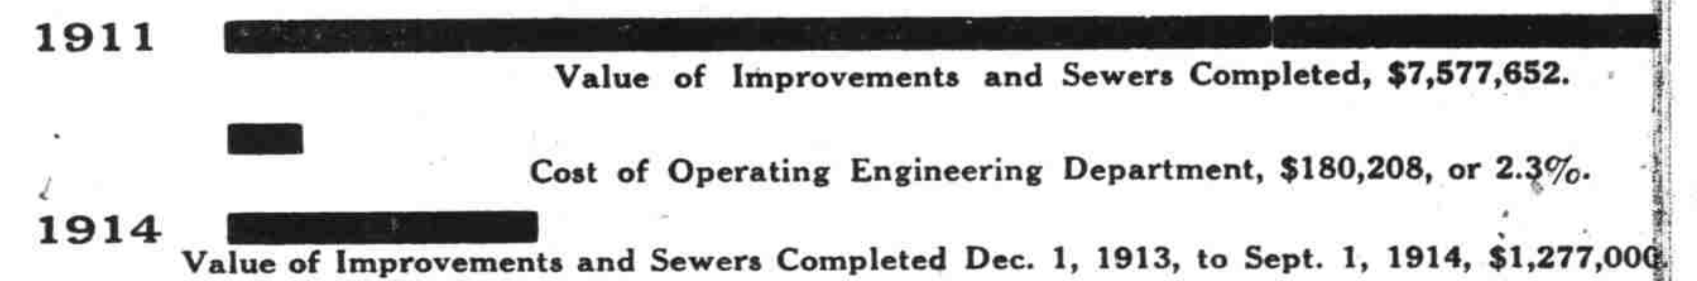 1911
Value of Improvements and Sewers Completed, $7,577,652.
Cost of Operating Engineering Department, $180,208, or 2.3%.
1914
Value of Improvements and Sewers Completed Dec. 1, 1913, to Sept. 1, 1914, $1,277,000.